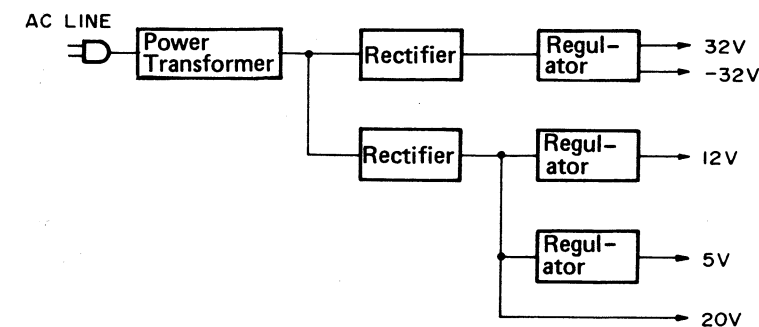 AC LINE
Power
Transformer
Rectifier
Regul-
ator
32V
-32V
Rectifier
Regul-
ator
12V
Regul-
ator
5V
20V